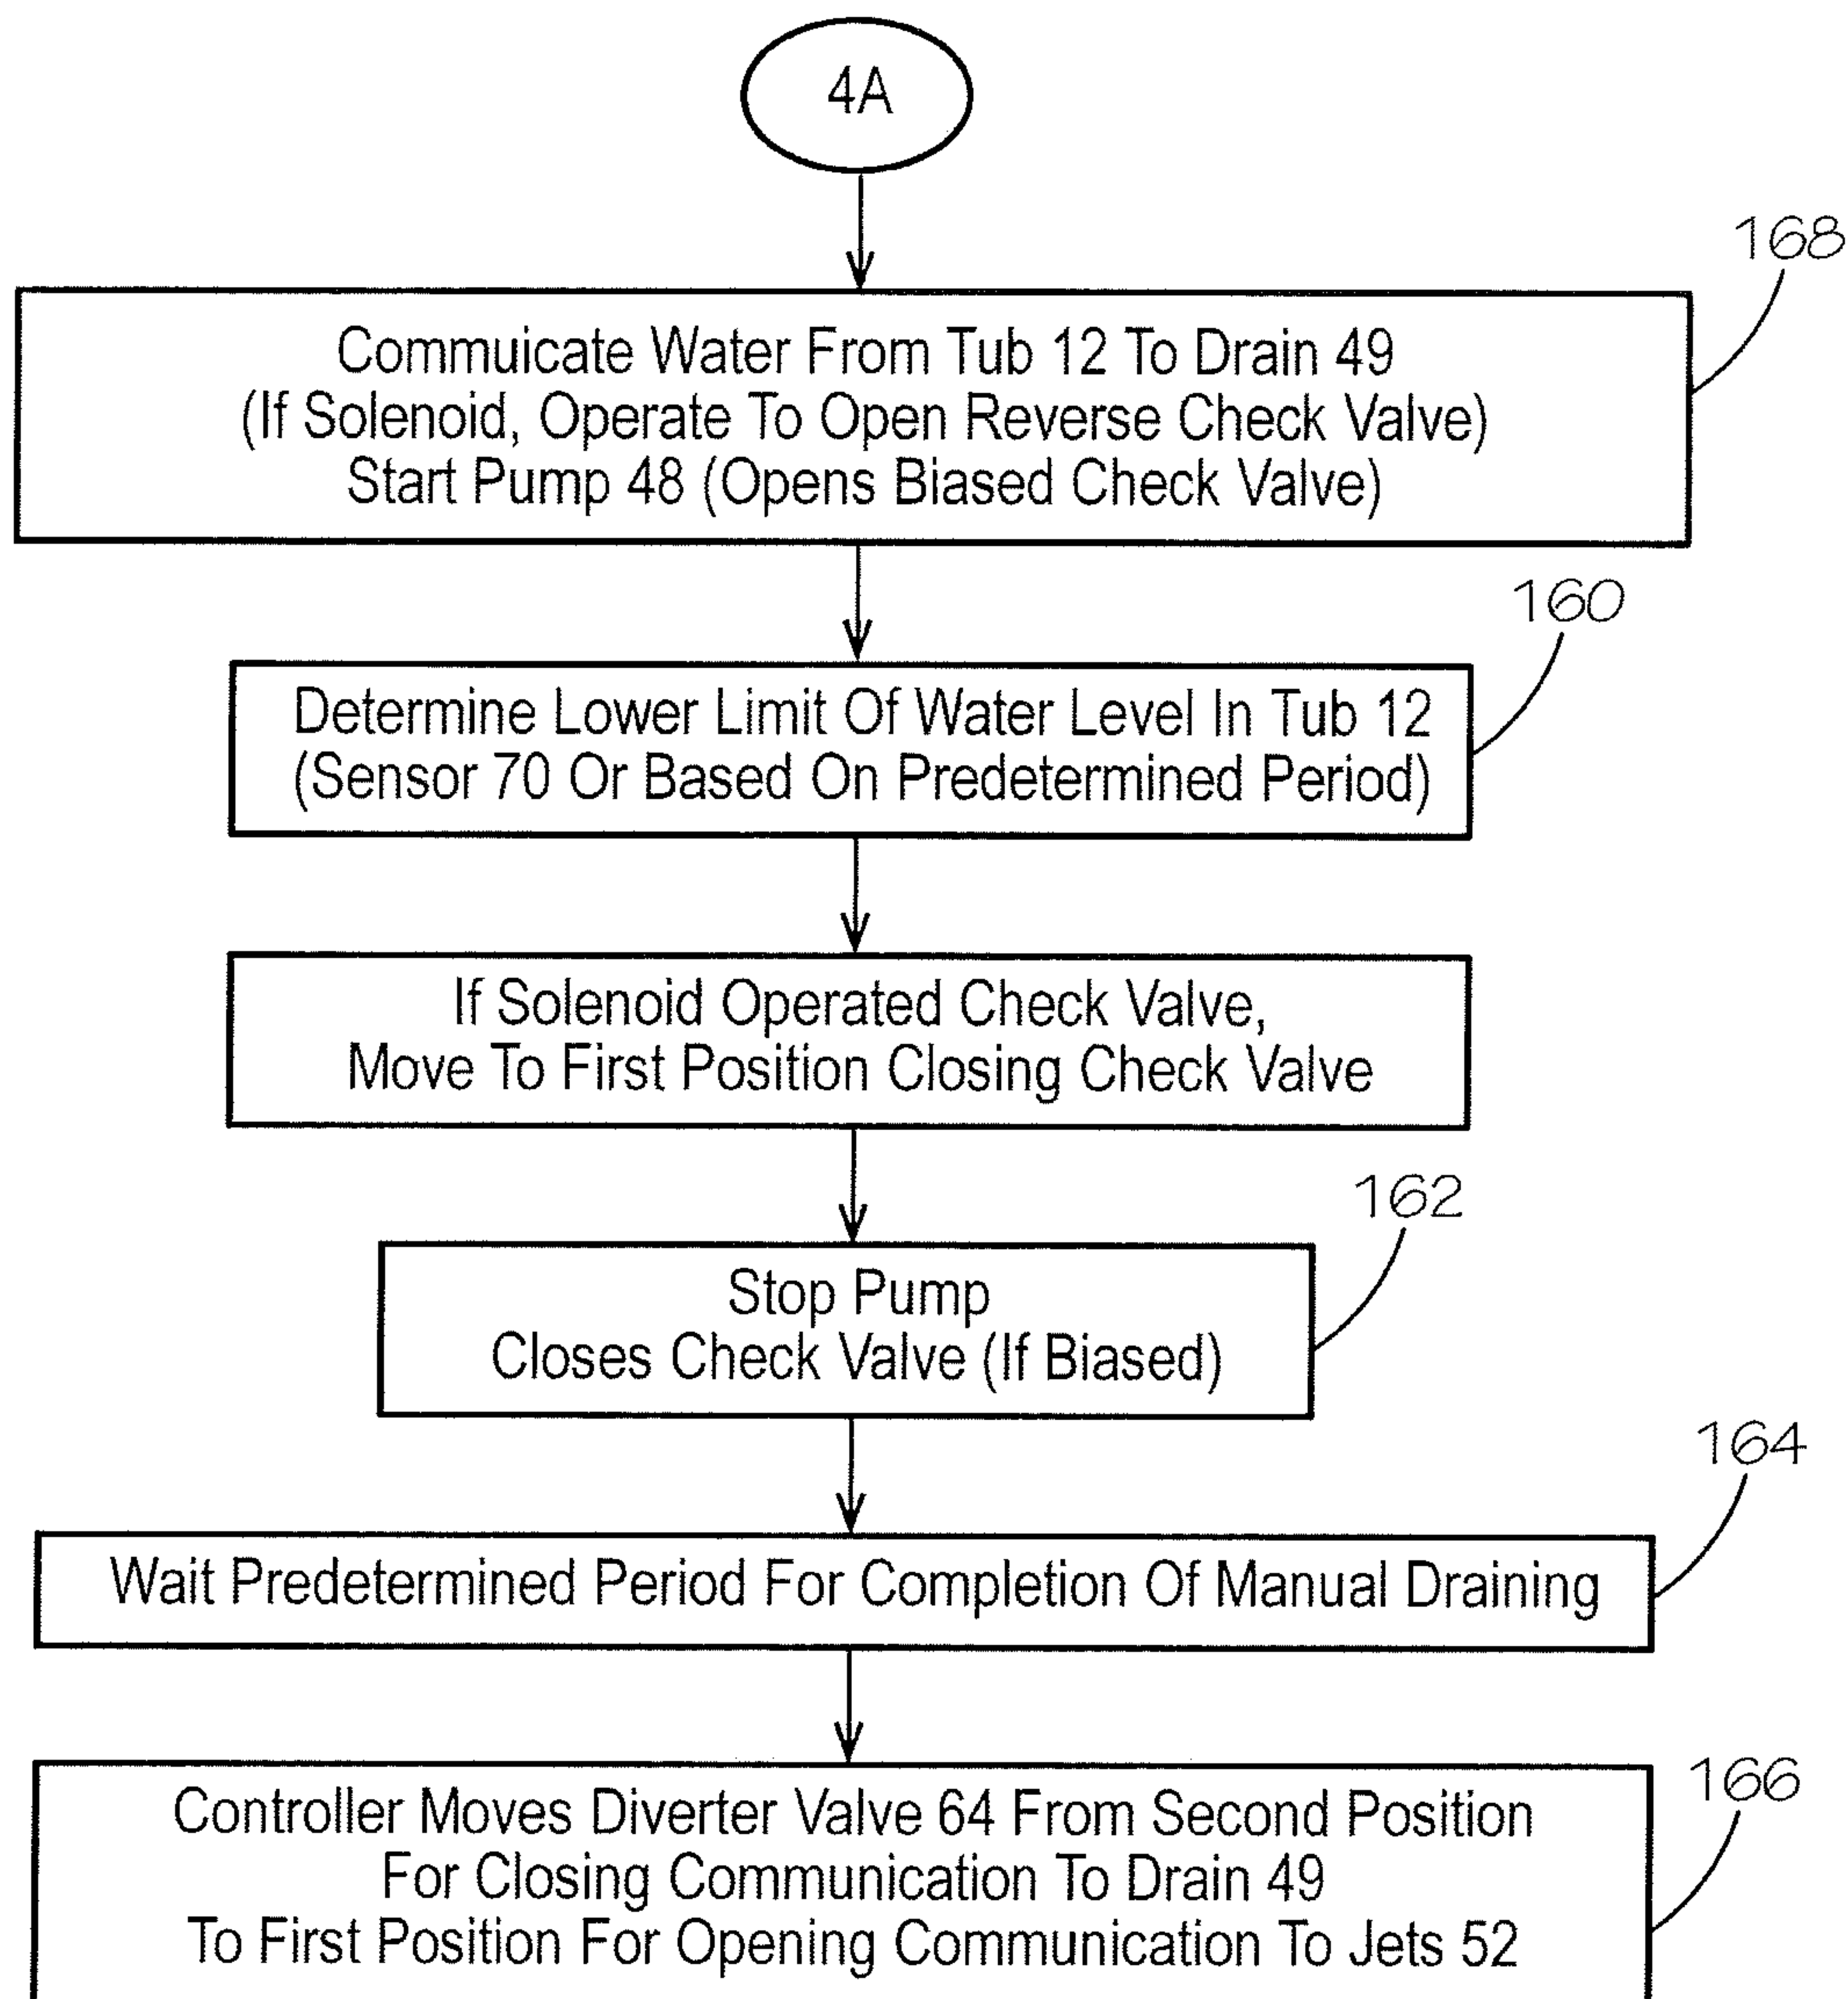 4A
168
Commuicate Water From Tub 12 To Drain 49
(If Solenoid, Operate To Open Reverse Check Valve)
Start Pump 48 (Opens Biased Check Valve)
160
Determine Lower Limit Of Water Level In Tub 12
(Sensor 70 Or Based On Predetermined Period)
If Solenoid Operated Check Valve,
Move To First Position Closing Check Valve
162
Stop Pump
Closes Check Valve (If Biased)
164
Wait Predetermined Period For Completion Of Manual Draining
166
Controller Moves Diverter Valve 64 From Second Position
For Closing Communication To Drain 49
To First Position For Opening Communication To Jets 52